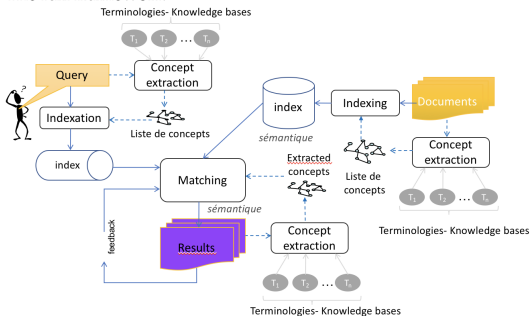 Terminologies- Knowledge bases
T1 T2 ... Tn
Query
Concept
extraction
Indexation
Liste de concepts
index
index
sémantique
Indexing
Documents
Liste de
concepts
Concept
extraction
T1 T2 ... Tn
Terminologies- Knowledge bases
Matching
sémantique
Extracted
concepts
feedback
Results
Concept
extraction
T1 T2 ... Tn
Terminologies- Knowledge bases